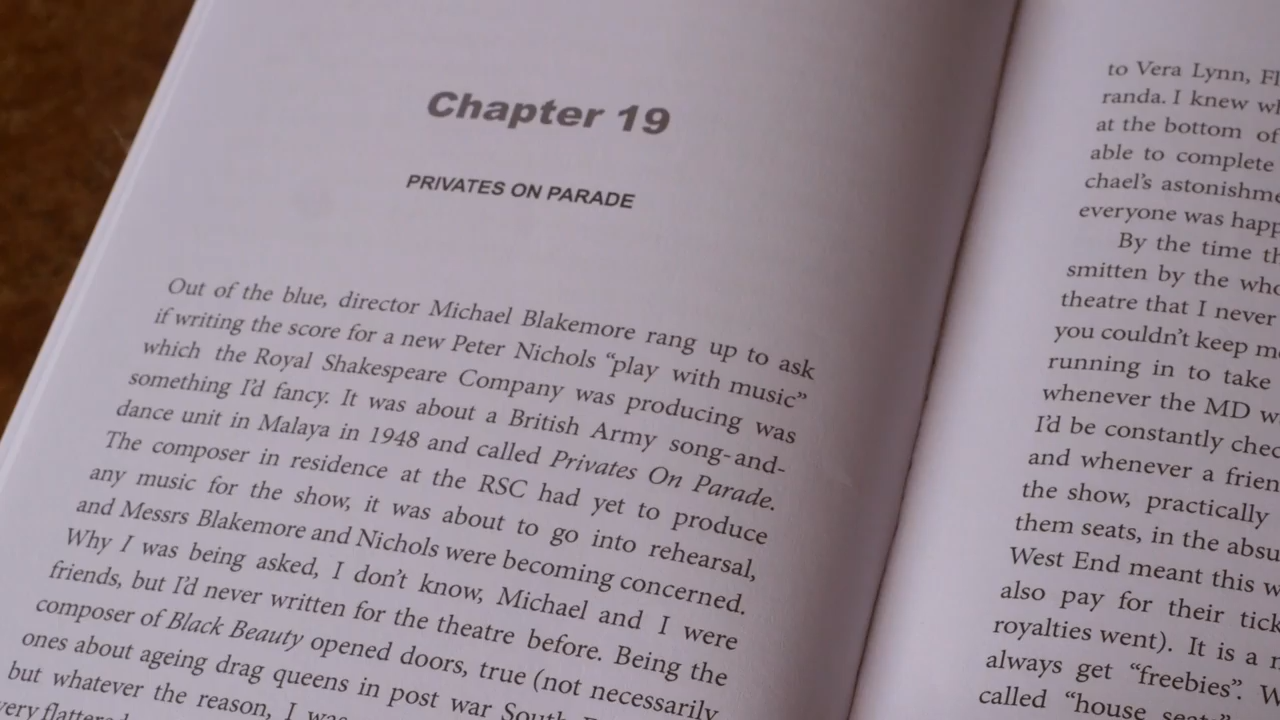 Chapter 19
PRIVATES ON PARADE
Out of the blue, director Michael Blakemore rang up to ask
if writing the score for a new Peter Nichols “play with music”
which the Royal Shakespeare Company was producing was
something I’d fancy. It was about a British Army song-and-
dance unit in Malaya in 1948 and called Privates On Parade.
The composer in residence at the RSC had yet to produce
any music for the show, it was about to go into rehearsal,
and Messrs Blakemore and Nichols were becoming concerned.
Why I was being asked, I don’t know, Michael and I were
friends, but I’d never written for the theatre before. Being the
composer of Black Beauty opened doors, true (not necessarily
ones about ageing drag queens in post war South
but whatever the reason, I was
very
to Vera Lynn,
randa. I knew
at the bottom of
able to complete
chael’s
everyone was
By the time
smitten by the
theatre that I never
you couldn’t keep
running in to take
whenever the MD
I’d be constantly
and whenever a
the show, practically
them seats, in the
West End meant this
also pay for their
royalties went). It is a
always get “freebies”.
called “house